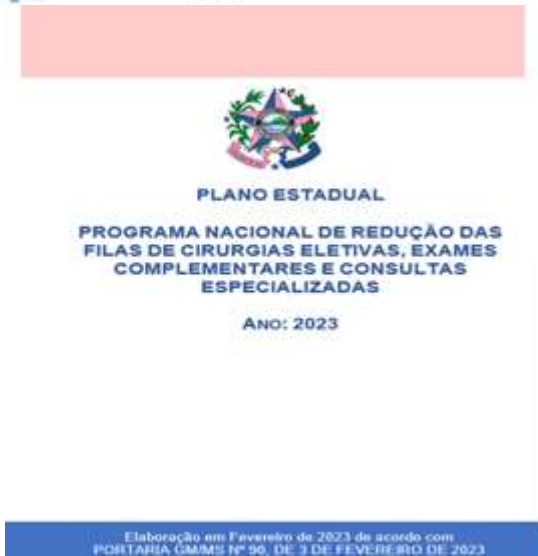 PLANO ESTADUAL
PROGRAMA NACIONAL DE REDUÇÃO DAS
FILAS DE CIRURGIAS ELETIVAS, EXAMES
COMPLEMENTARES E CONSULTAS
ESPECIALIZADAS
ANO: 2023
Elaboração em Fevereiro de 2023 de acordo com
PORTARIA GM/MS Nº 90, DE 3 DE FEVEREIRO DE 2023